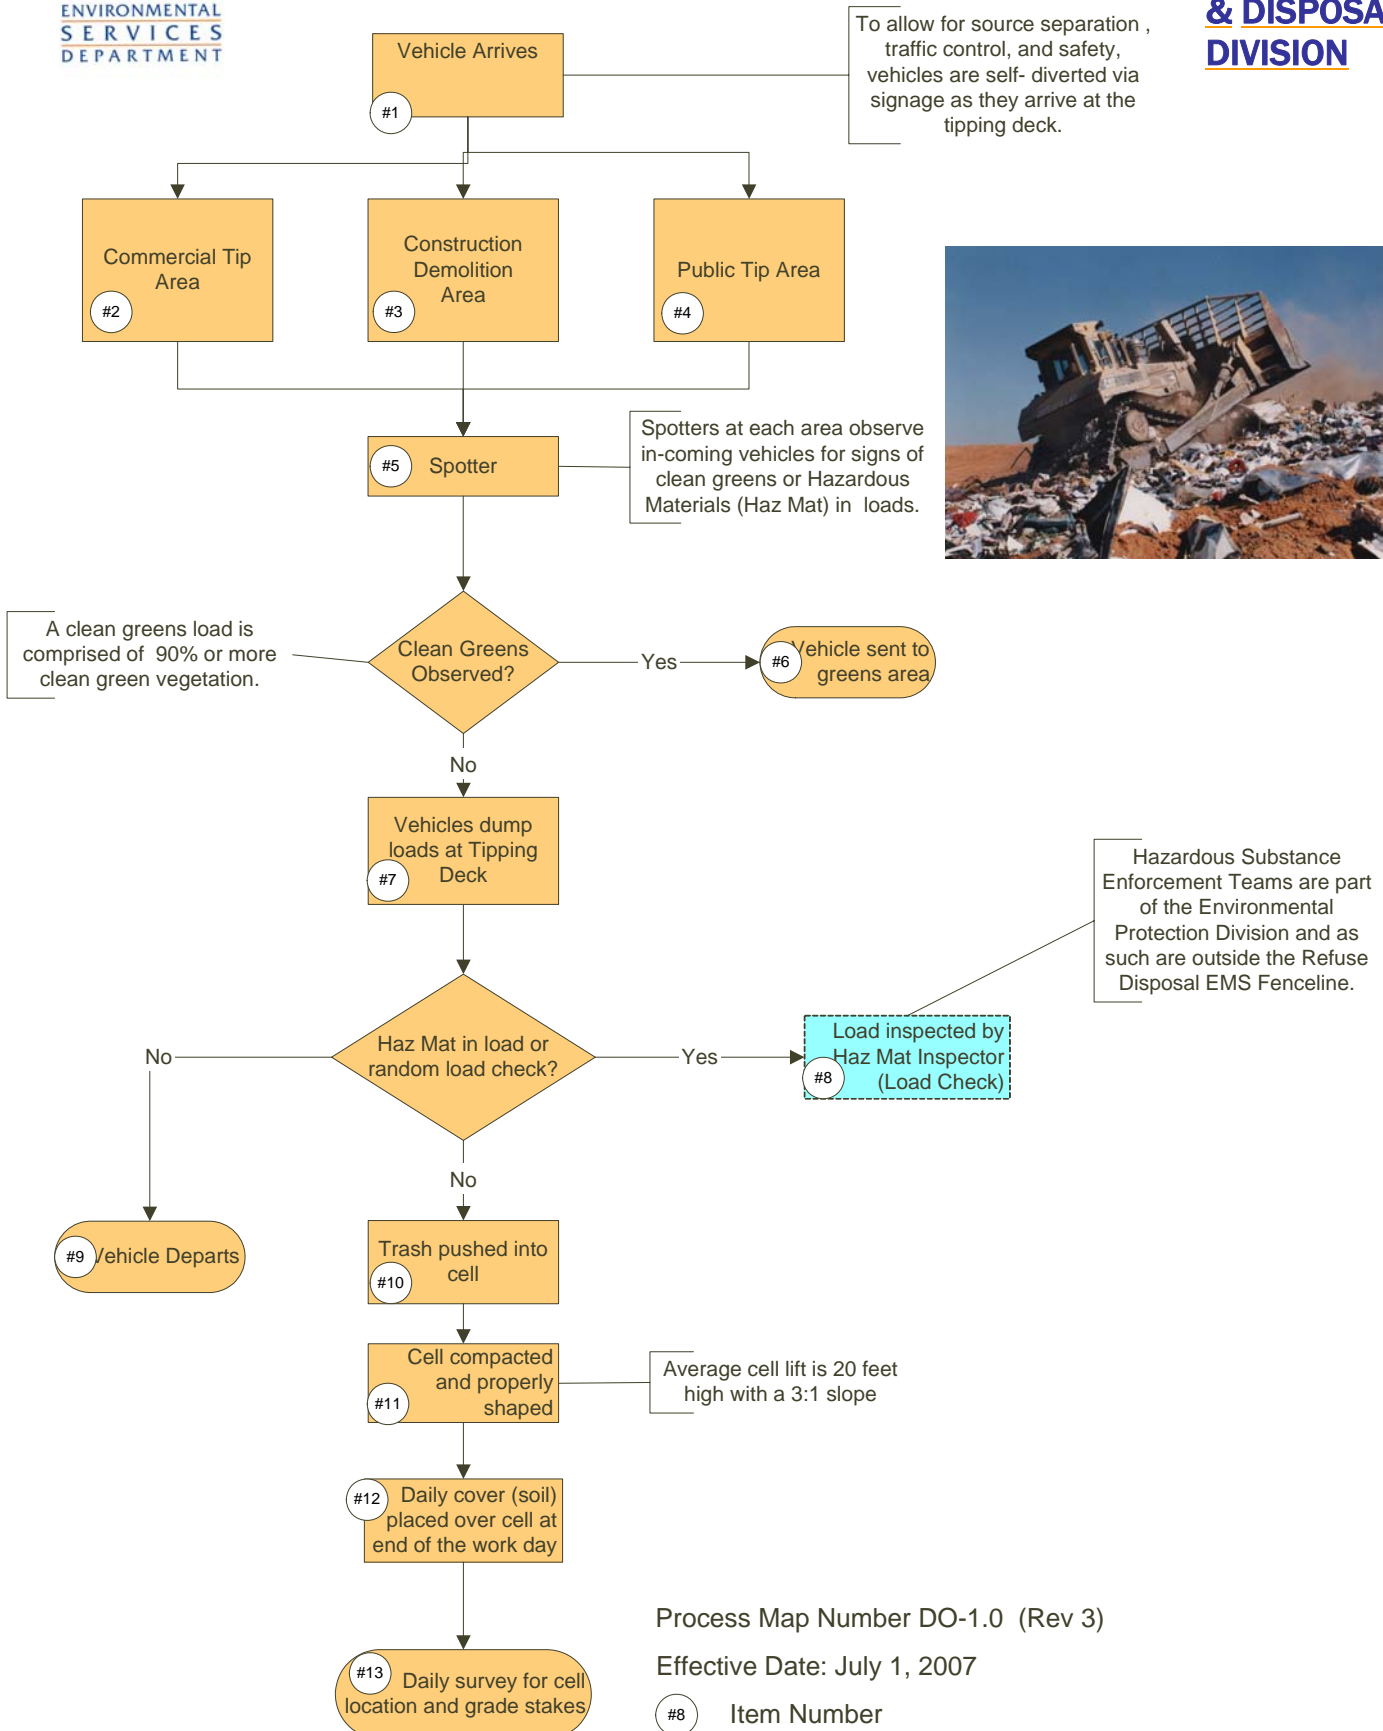 ENVIRONMENTAL
SERVICES
DEPARTMENT
& DISPOSA
DIVISION
Vehicle Arrives
#1
To allow for source separation ,
traffic control, and safety,
vehicles are self- diverted via
signage as they arrive at the
tipping deck.
Commercial Tip
Area
#2
Construction
Demolition
Area
#3
Public Tip Area
#4
#5 Spotter
Spotters at each area observe
in-coming vehicles for signs of
clean greens or Hazardous
Materials (Haz Mat) in loads.
A clean greens load is
comprised of 90% or more
clean green vegetation.
Clean Greens
Observed?
Yes
#6
Vehicle sent to
greens area
No
Vehicles dump
loads at Tipping
Deck
#7
Hazardous Substance
Enforcement Teams are part
of the Environmental
Protection Division and as
such are outside the Refuse
Disposal EMS Fenceline.
Haz Mat in load or
random load check?
No
Yes
Load inspected by
Haz Mat Inspector
(Load Check)
#8
No
#9 Vehicle Departs
Trash pushed into
cell
#10
Cell compacted
and properly
shaped
#11
Average cell lift is 20 feet
high with a 3:1 slope
#12 Daily cover (soil)
placed over cell at
end of the work day
#13 Daily survey for cell
location and grade stakes
Process Map Number DO-1.0 (Rev 3)
Effective Date: July 1, 2007
#8 Item Number